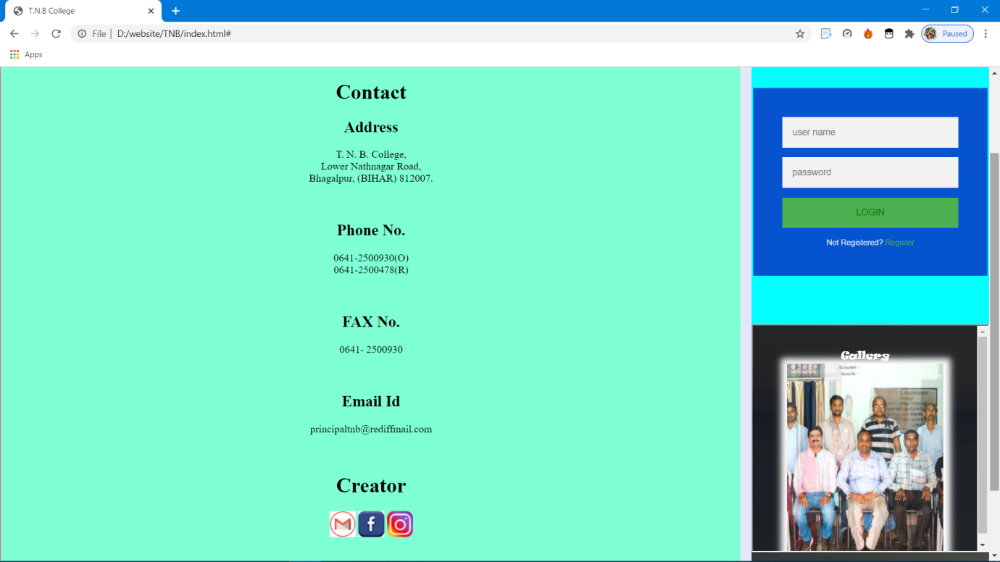 T.N.B College
File
D:/website/TNB/index.html#
Paused
Apps
Contact
Address
T. N. B. College,
Lower Nathnagar Road,
Bhagalpur, (BIHAR) 812007.
Phone No.
0641-2500930(O)
0641-2500478(R)
FAX No.
0641- 2500930
Email Id
principaltnb@rediffmail.com
Creator
user name
password
LOGIN
Not Registered? Register
Gallery